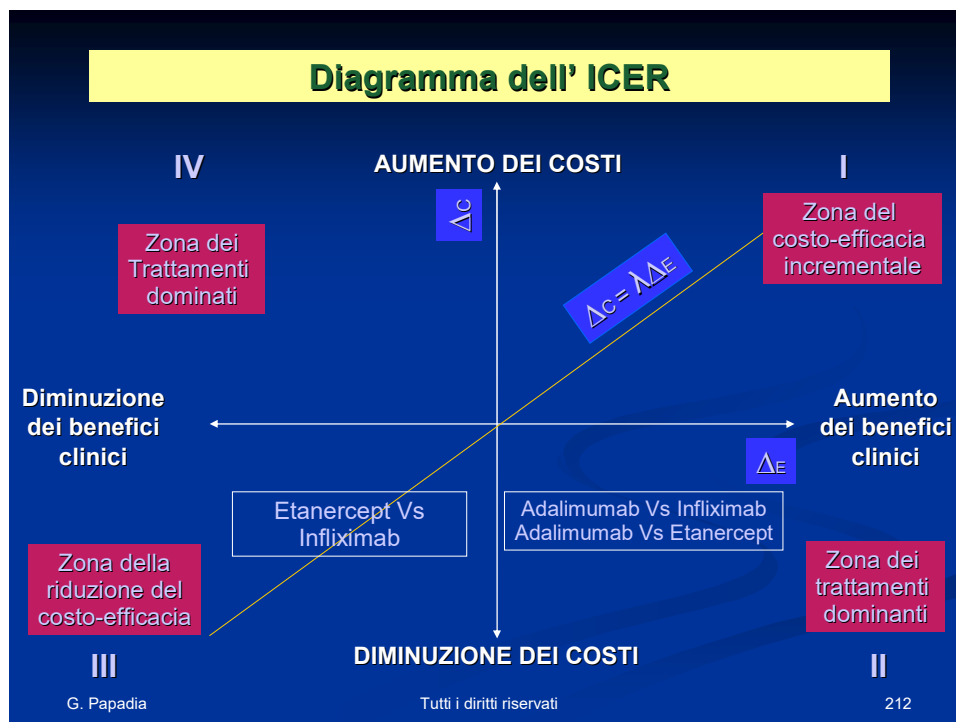 Diagramma dell’ ICER
IV
AUMENTO DEI COSTI
I
ΔC
Zona del
costo-efficacia
incrementale
Zona dei
Trattamenti
dominati
ΔC = λΔE
Diminuzione
dei benefici
clinici
Aumento
dei benefici
clinici
ΔE
Etanercept Vs
Infliximab
Adalimumab Vs Infliximab
Adalimumab Vs Etanercept
Zona della
riduzione del
costo-efficacia
Zona dei
trattamenti
dominanti
III
DIMINUZIONE DEI COSTI
II
G. Papadia
Tutti i diritti riservati
212